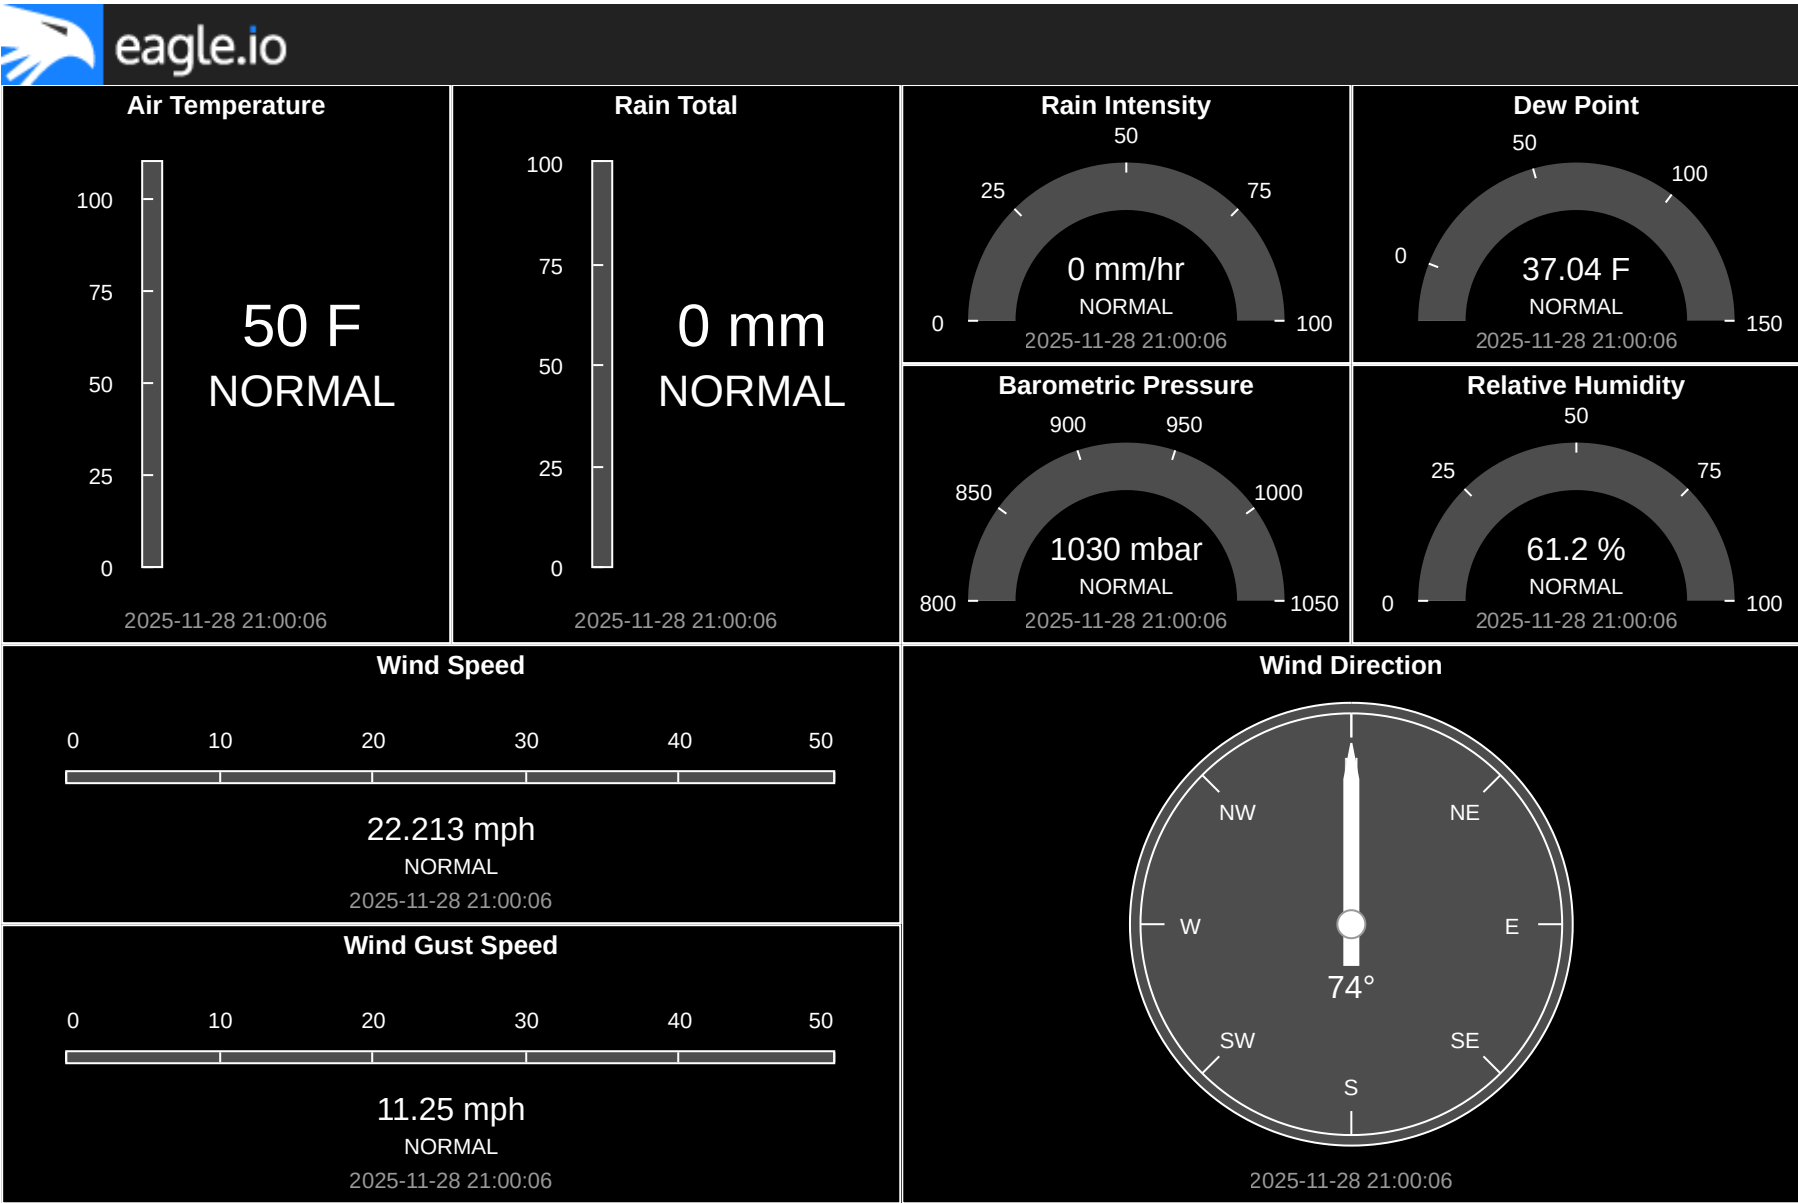 eagle.io
Air Temperature
100
75
50
25
0
50 F
NORMAL
2025-11-28 21:00:06
Rain Total
100
75
50
25
0
0 mm
NORMAL
2025-11-28 21:00:06
Rain Intensity
50
25
75
0
100
0 mm/hr
NORMAL
2025-11-28 21:00:06
Dew Point
50
100
0
150
37.04 F
NORMAL
2025-11-28 21:00:06
Barometric Pressure
900
950
850
1000
800
1050
1030 mbar
NORMAL
2025-11-28 21:00:06
Relative Humidity
50
25
75
0
100
61.2 %
NORMAL
2025-11-28 21:00:06
Wind Speed
0 10 20 30 40 50
22.213 mph
NORMAL
2025-11-28 21:00:06
Wind Gust Speed
0 10 20 30 40 50
11.25 mph
NORMAL
2025-11-28 21:00:06
Wind Direction
NW NE
W E
74°
SW SE
S
2025-11-28 21:00:06